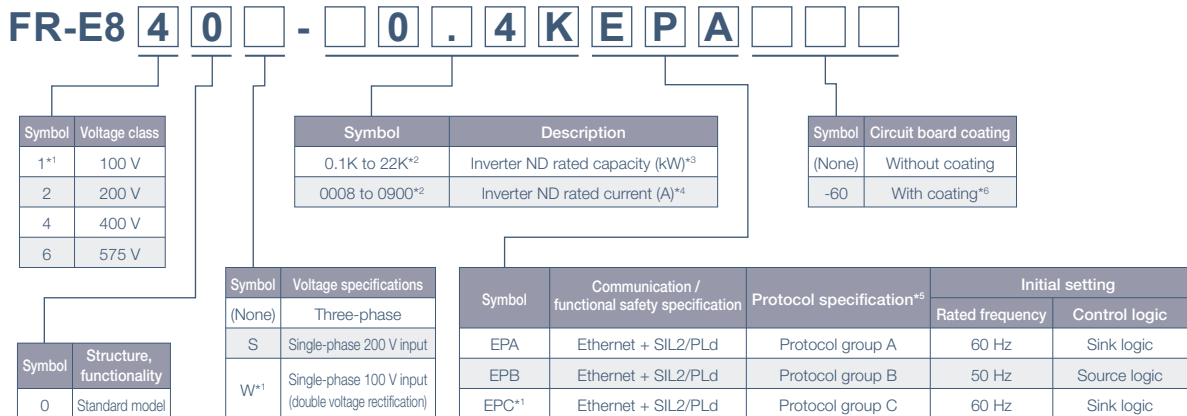 FR-E8 4 0 - 0 . 4 K E P A
Symbol Voltage class
1*1 100 V
2 200 V
4 400 V
6 575 V
Symbol Description
0.1K to 22K*2 Inverter ND rated capacity (kW)*3
0008 to 0900*2 Inverter ND rated current (A)*4
Symbol Circuit board coating
(None) Without coating
-60 With coating*6
Symbol Structure,
functionality
0 Standard model
Symbol Voltage specifications
(None) Three-phase
S Single-phase 200 V input
W*1 Single-phase 100 V input
(double voltage rectification)
Symbol Communication /
functional safety specification Protocol specification*5 Initial setting
Rated frequency Control logic
EPA Ethernet + SIL2/PLd Protocol group A 60 Hz Sink logic
EPB Ethernet + SIL2/PLd Protocol group B 50 Hz Source logic
EPC*1 Ethernet + SIL2/PLd Protocol group C 60 Hz Sink logic